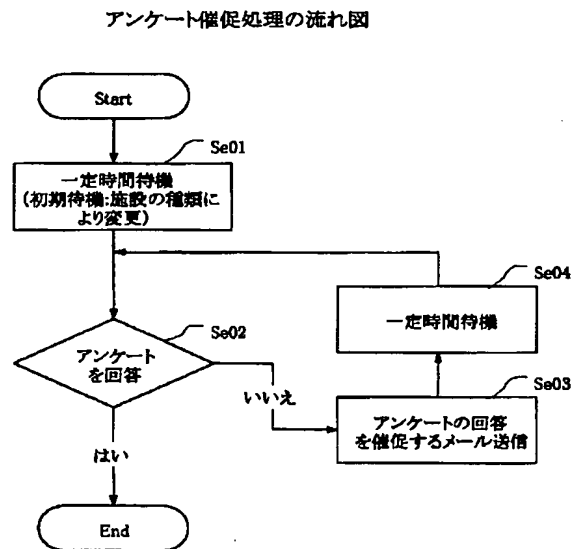 アンケート催促処理の流れ図
Start
Se01
一定時間待機
(初期待機:施設の種類に
より変更)
Se04
一定時間待機
Se02
アンケート
を回答
いいえ
Se03
アンケートの回答
を催促するメール送信
はい
End